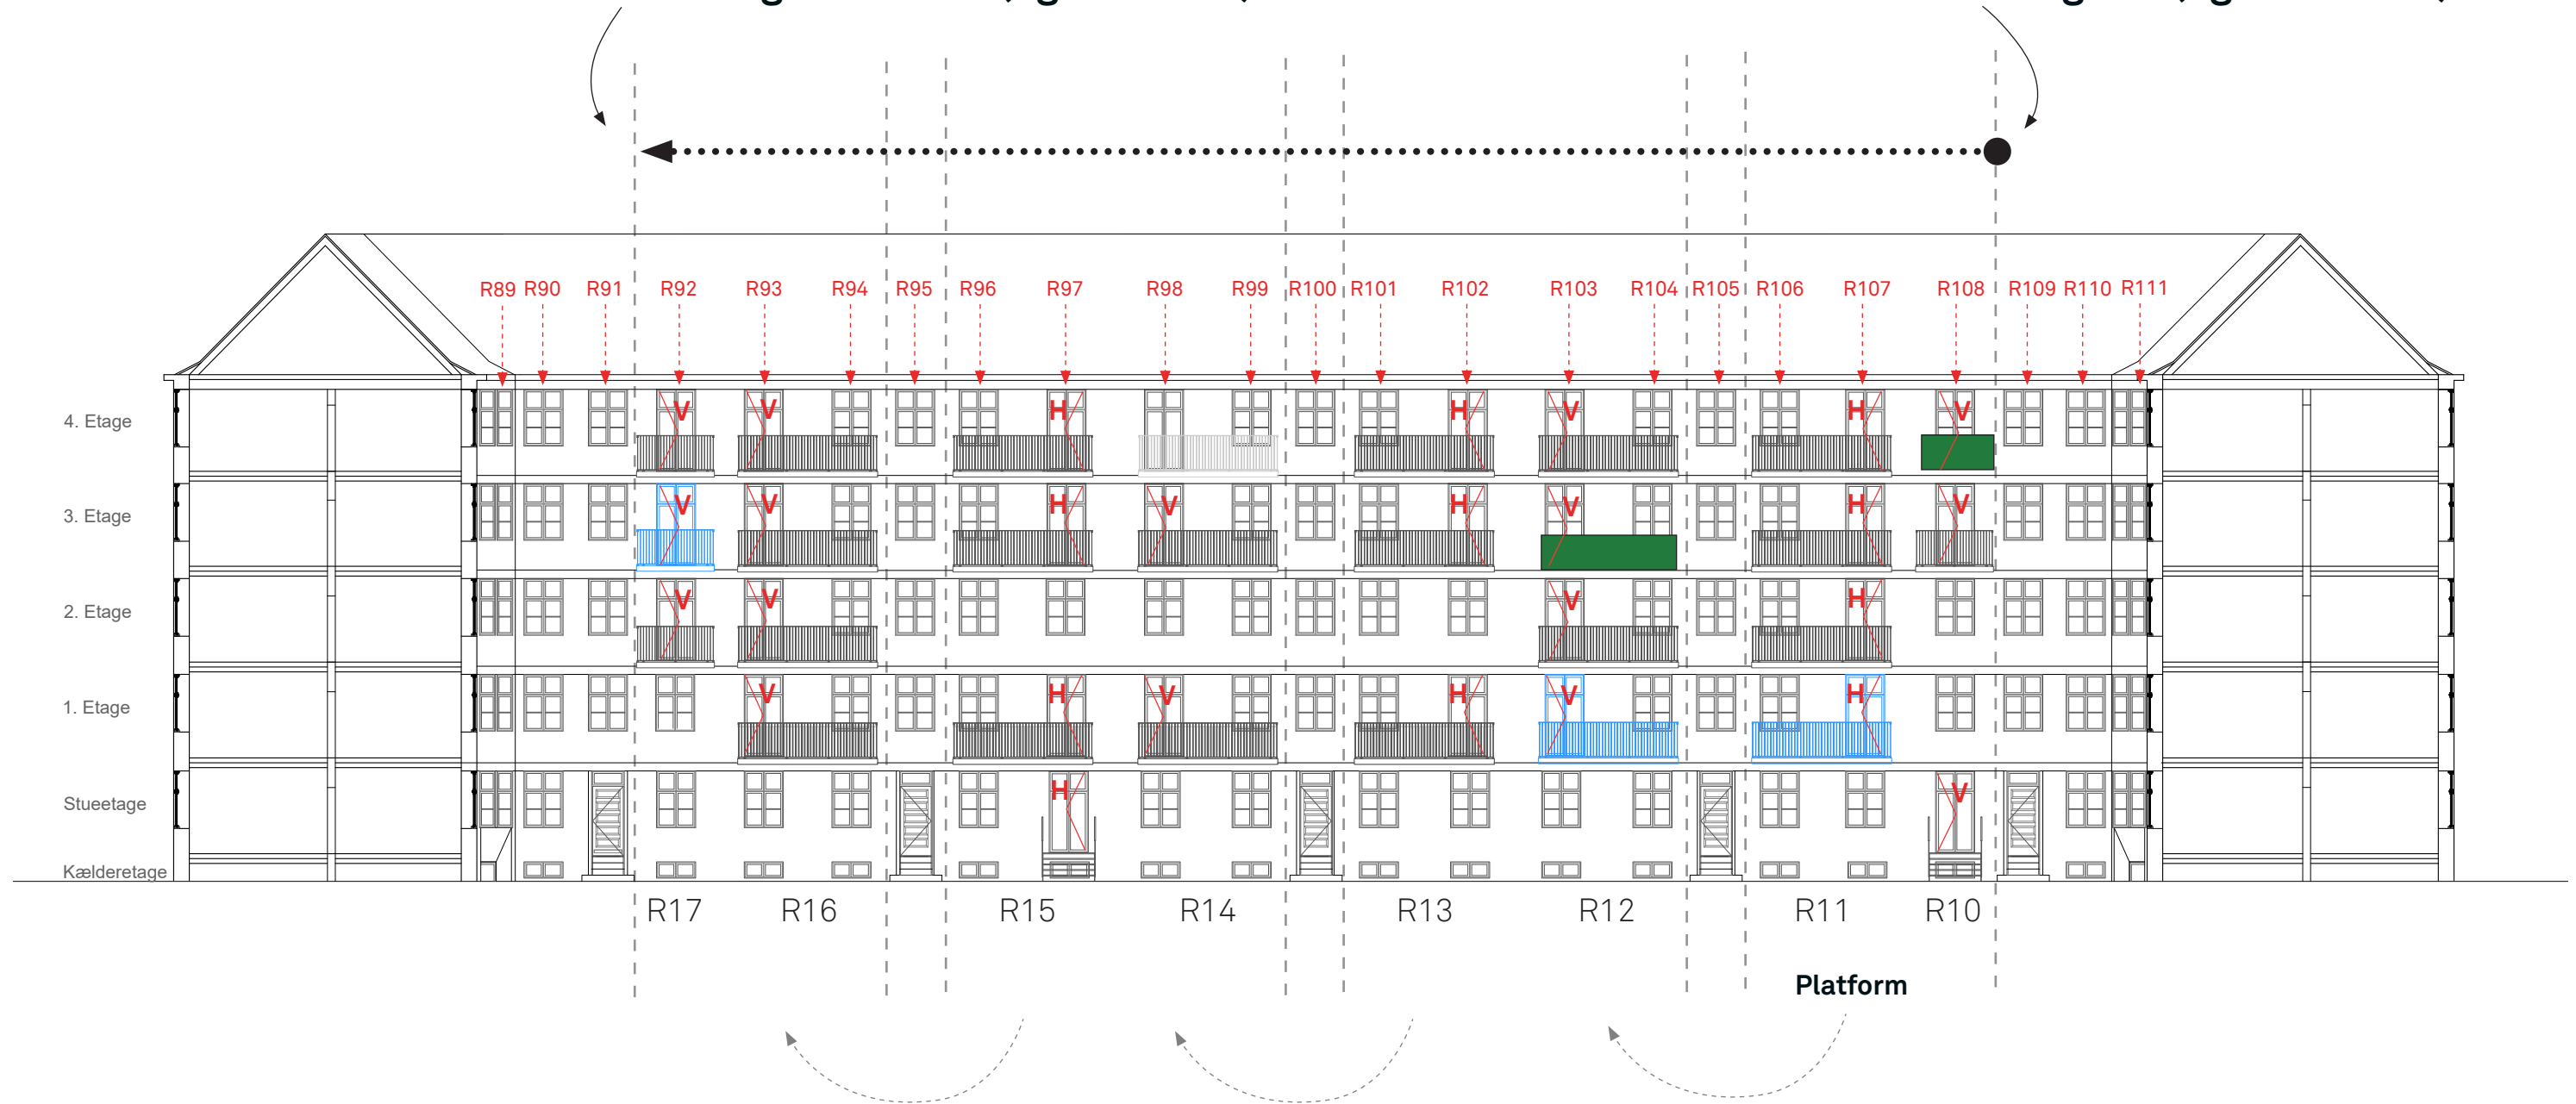 R89 R90 R91 R92 R93 R94 R95 R96 R97 R98 R99 R100 R101 R102 R103 R104 R105 R106 R107 R108 R109 R110 R111
4. Etage V V H H V H V
3. Etage V V H V H V H V
2. Etage V V V H
1. Etage V H V H V H
Stueetage H V
Kælderetage
R17 R16 R15 R14 R13 R12 R11 R10
Platform